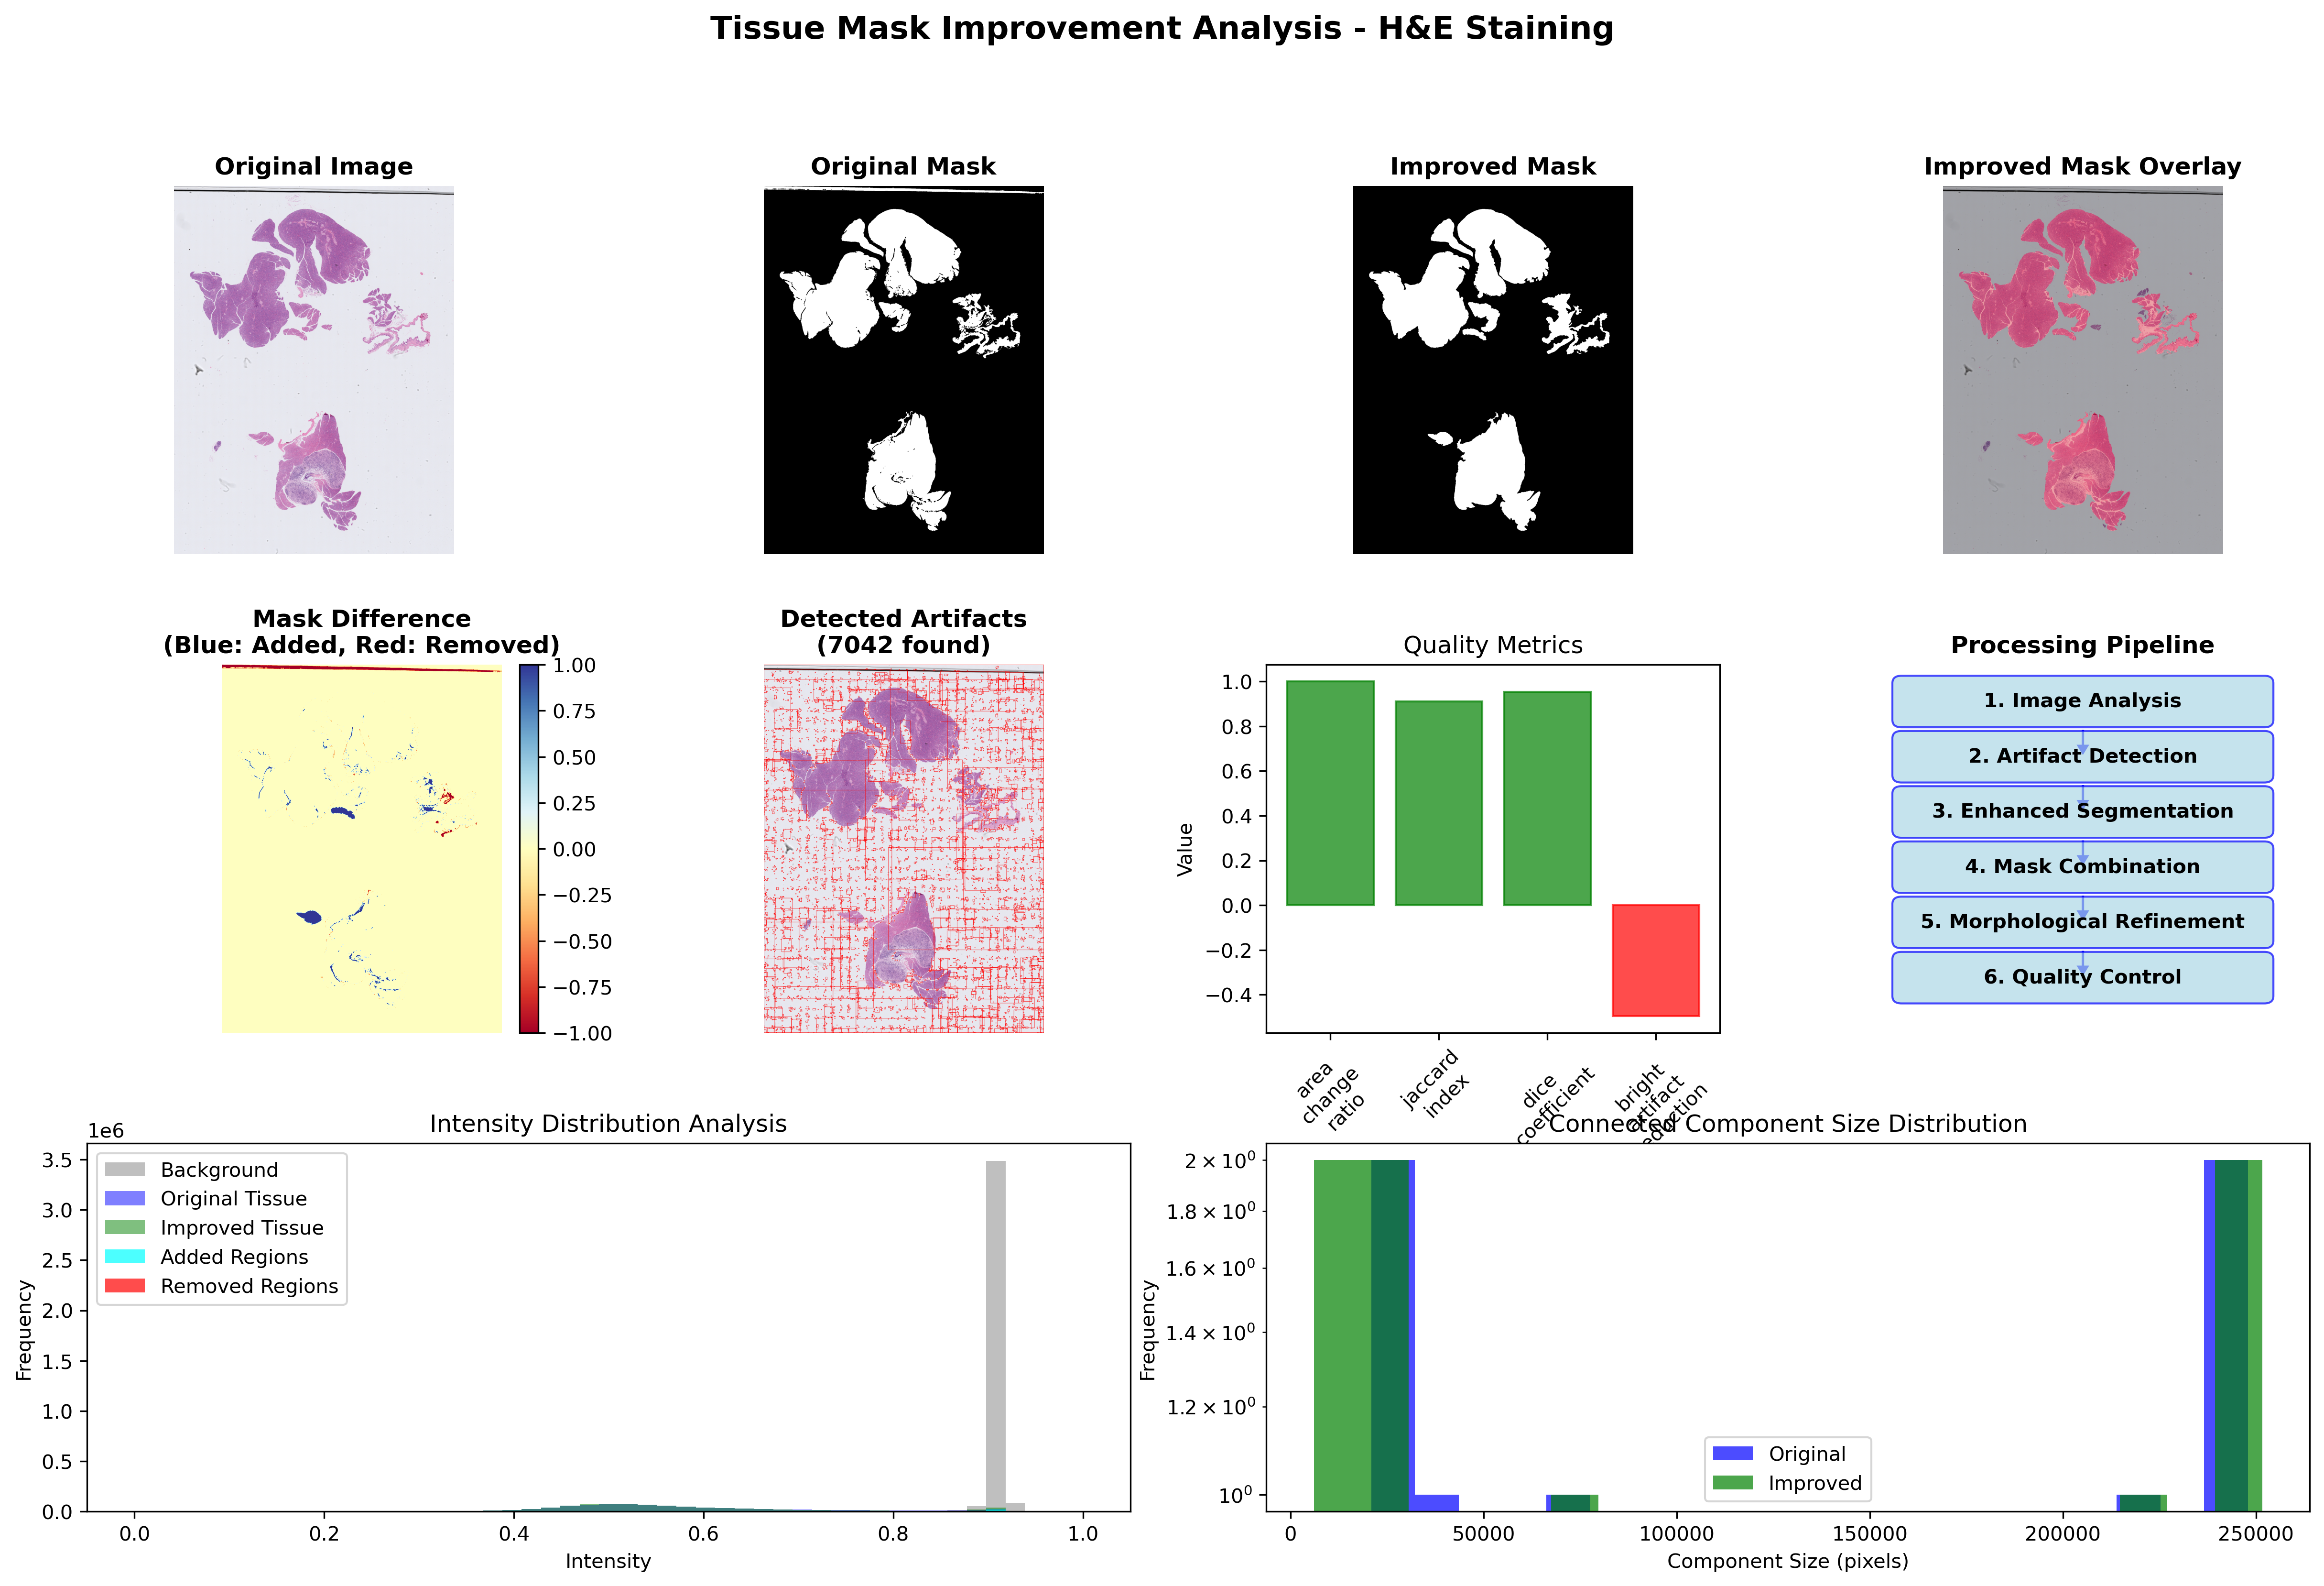 Tissue Mask Improvement Analysis - H&E Staining
Original Image
Original Mask
Improved Mask
Improved Mask Overlay
Mask Difference
(Blue: Added, Red: Removed)
1.00
0.75
0.50
0.25
0.00
−0.25
−0.50
−0.75
−1.00
Detected Artifacts
(7042 found)
Quality Metrics
Value
1.0
0.8
0.6
0.4
0.2
0.0
−0.2
−0.4
area
change
ratio
jaccard
index
dice
coefficient
bright
artifact
Processing Pipeline
1. Image Analysis
2. Artifact Detection
3. Enhanced Segmentation
4. Mask Combination
5. Morphological Refinement
6. Quality Control
Intensity Distribution Analysis
1e6
Frequency
3.5
3.0
2.5
2.0
1.5
1.0
0.5
0.0
Background
Original Tissue
Improved Tissue
Added Regions
Removed Regions
0.0
0.2
0.4
0.6
0.8
1.0
Intensity
Connected Component Size Distribution
Frequency
2 × 10⁰
1.8 × 10⁰
1.6 × 10⁰
1.4 × 10⁰
1.2 × 10⁰
10⁰
Original
Improved
0
50000
100000
150000
200000
250000
Component Size (pixels)